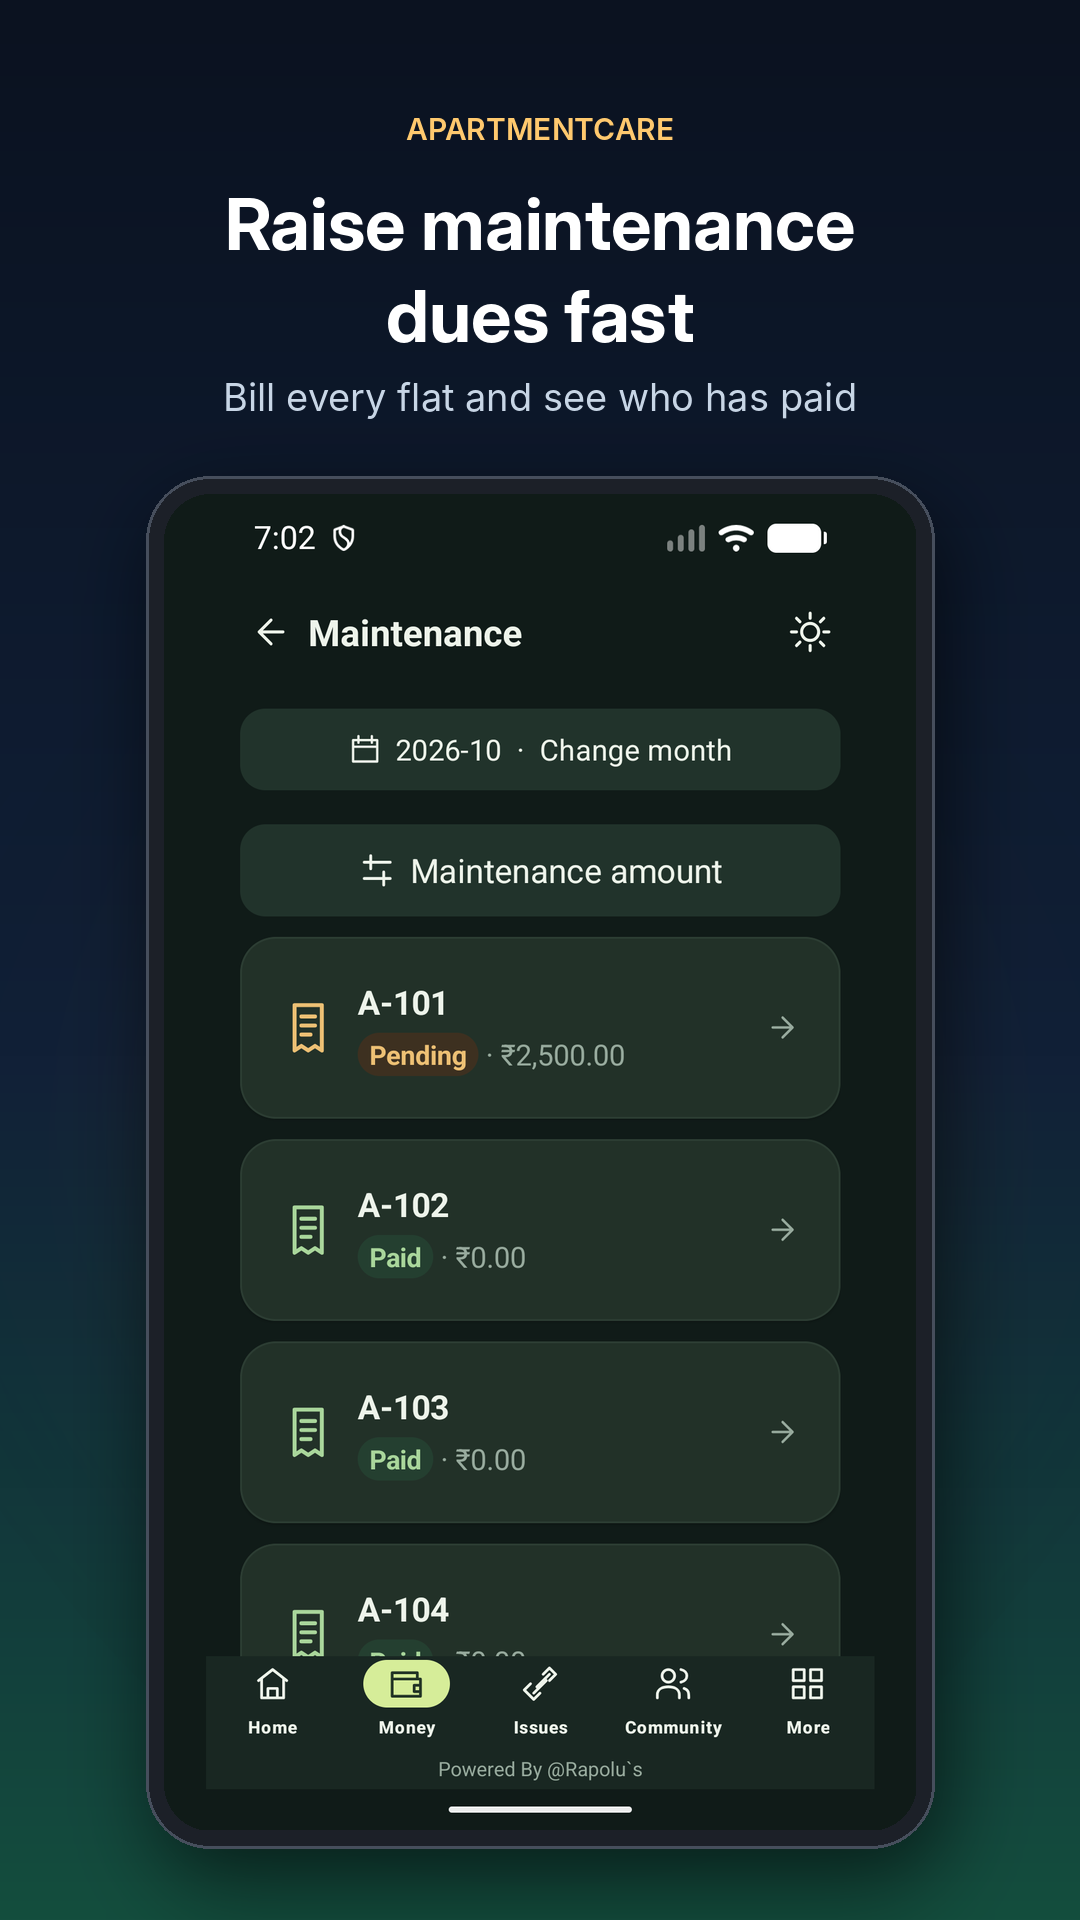 APARTMENTCARE
Raise maintenance
dues fast
Bill every flat and see who has paid
7:02
Maintenance
2026-10 · Change month
Maintenance amount
A-101
Pending · ₹2,500.00
A-102
Paid · ₹0.00
A-103
Paid · ₹0.00
A-104
Home Money Issues Community More
Powered By @Rapolu`s